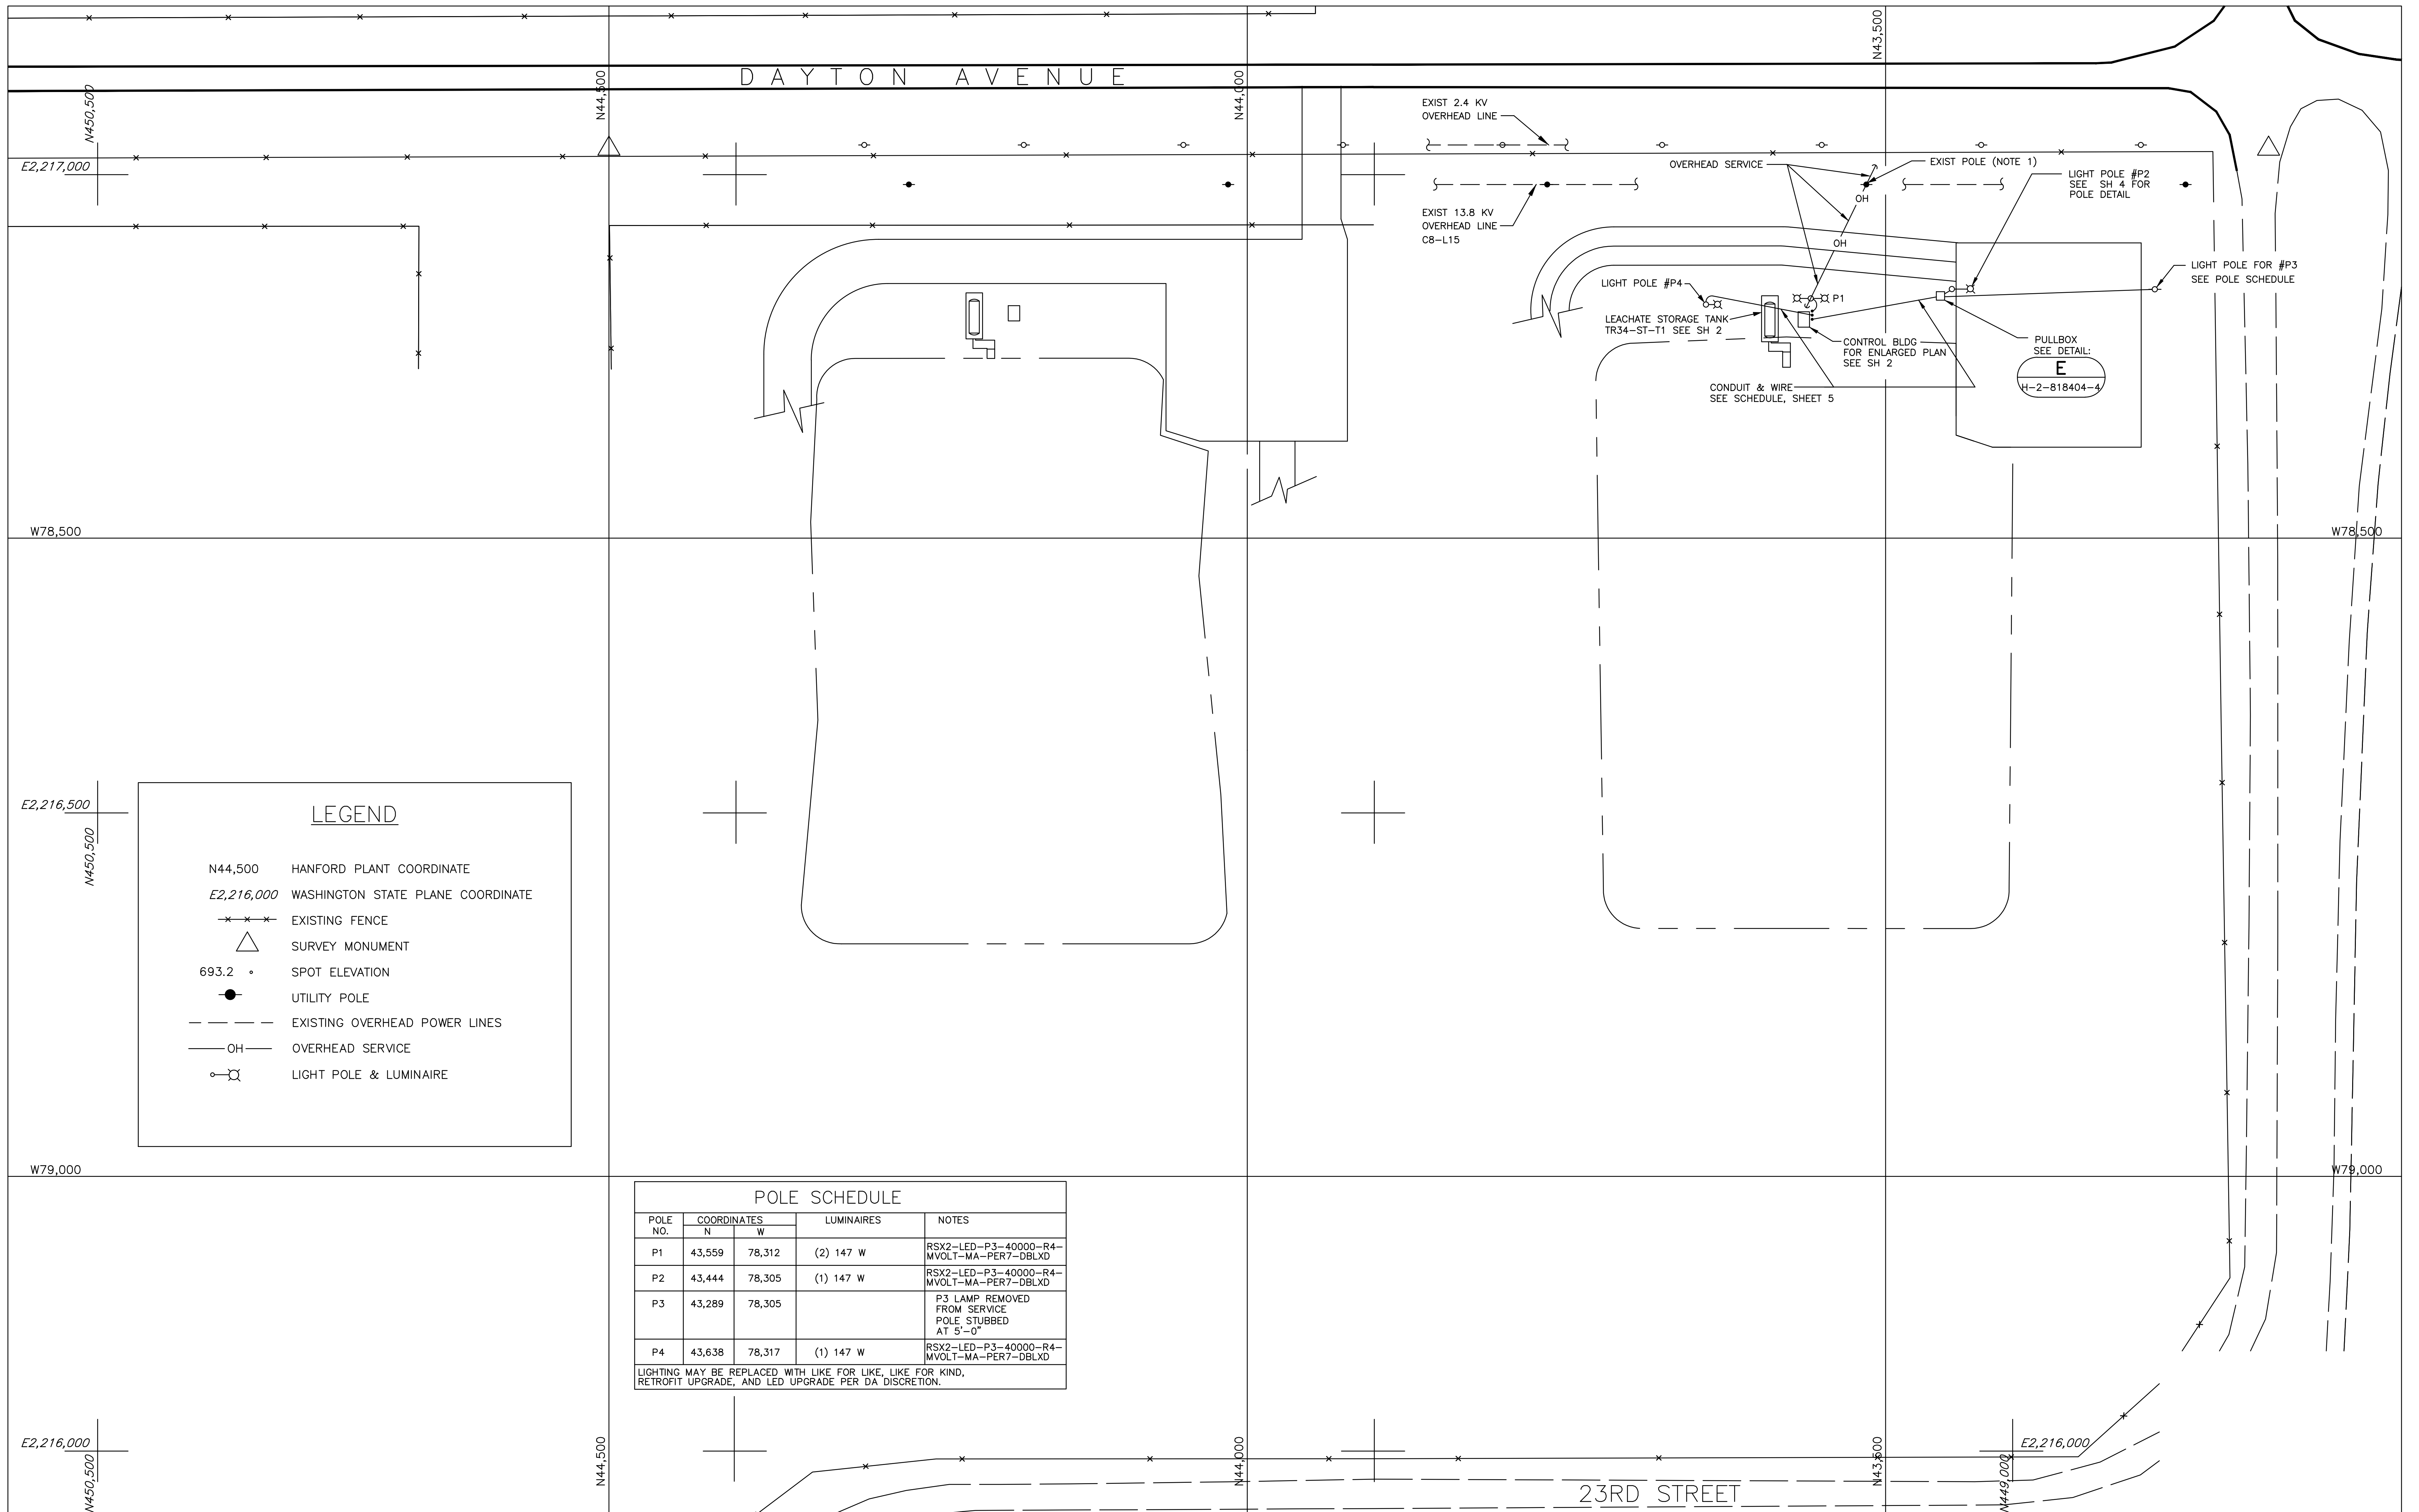 N43,500
DAYTON AVENUE
N450,500
N44,500
N44,000
E2,217,000
EXIST 2.4 KV
OVERHEAD LINE
OVERHEAD SERVICE
EXIST POLE (NOTE 1)
LIGHT POLE #P2
SEE SH 4 FOR
POLE DETAIL
OH
EXIST 13.8 KV
OVERHEAD LINE
C8-L15
OH
LIGHT POLE FOR #P3
SEE POLE SCHEDULE
LIGHT POLE #P4
P1
LEACHATE STORAGE TANK
TR34-ST-T1 SEE SH 2
CONTROL BLDG
FOR ENLARGED PLAN
SEE SH 2
PULLBOX
SEE DETAIL:
E
H-2-818404-4
CONDUIT & WIRE
SEE SCHEDULE, SHEET 5
W78,500
W78,500
E2,216,500
N450,500
LEGEND
N44,500 HANFORD PLANT COORDINATE
E2,216,000 WASHINGTON STATE PLANE COORDINATE
EXISTING FENCE
SURVEY MONUMENT
693.2 SPOT ELEVATION
UTILITY POLE
EXISTING OVERHEAD POWER LINES
OH OVERHEAD SERVICE
LIGHT POLE & LUMINAIRE
W79,000
W79,000
POLE SCHEDULE
POLE NO. COORDINATES N W LUMINAIRES NOTES
P1 43,559 78,312 (2) 147 W RSX2-LED-P3-40000-R4-
MVOLT-MA-PER7-DBLXD
P2 43,444 78,305 (1) 147 W RSX2-LED-P3-40000-R4-
MVOLT-MA-PER7-DBLXD
P3 43,289 78,305 P3 LAMP REMOVED
FROM SERVICE
POLE STUBBED
AT 5'-0"
P4 43,638 78,317 (1) 147 W RSX2-LED-P3-40000-R4-
MVOLT-MA-PER7-DBLXD
LIGHTING MAY BE REPLACED WITH LIKE FOR LIKE, LIKE FOR KIND,
RETROFIT UPGRADE, AND LED UPGRADE PER DA DISCRETION.
E2,216,000
N450,500
N44,500
N44,000
N43,500
N449,000
E2,216,000
23RD STREET